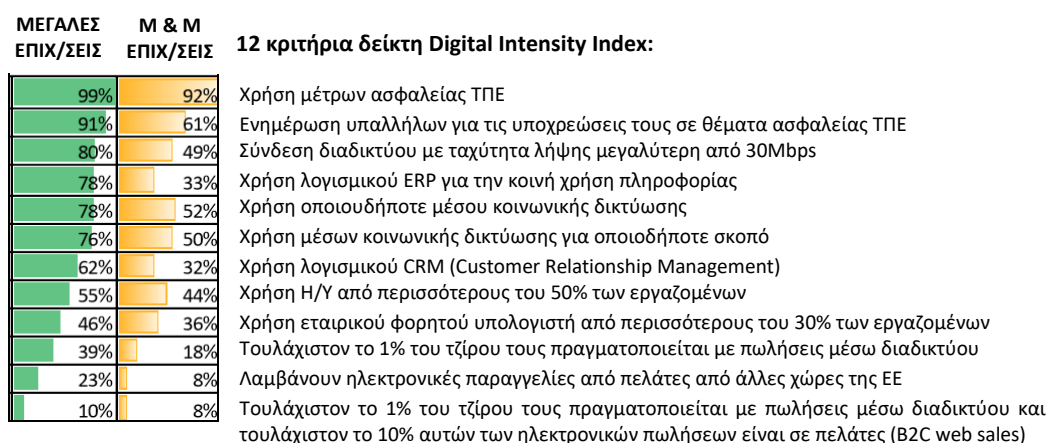 ΜΕΓΑΛΕΣ Μ & Μ
ΕΠΙΧ/ΣΕΙΣ ΕΠΙΧ/ΣΕΙΣ 12 κριτήρια δείκτη Digital Intensity Index:
99% 92% Χρήση μέτρων ασφαλείας ΤΠΕ
91% 61% Ενημέρωση υπαλλήλων για τις υποχρεώσεις τους σε θέματα ασφαλείας ΤΠΕ
80% 49% Σύνδεση διαδικτύου με ταχύτητα λήψης μεγαλύτερη από 30Mbps
78% 33% Χρήση λογισμικού ERP για την κοινή χρήση πληροφορίας
78% 52% Χρήση οποιουδήποτε μέσου κοινωνικής δικτύωσης
76% 50% Χρήση μέσων κοινωνικής δικτύωσης για οποιοδήποτε σκοπό
62% 32% Χρήση λογισμικού CRM (Customer Relationship Management)
55% 44% Χρήση Η/Υ από περισσότερους του 50% των εργαζομένων
46% 36% Χρήση εταιρικού φορητού υπολογιστή από περισσότερους του 30% των εργαζομένων
39% 18% Τουλάχιστον το 1% του τζίρου τους πραγματοποιείται με πωλήσεις μέσω διαδικτύου
23% 8% Λαμβάνουν ηλεκτρονικές παραγγελίες από πελάτες από άλλες χώρες της ΕΕ
10% 8% Τουλάχιστον το 1% του τζίρου τους πραγματοποιείται με πωλήσεις μέσω διαδικτύου και
τουλάχιστον το 10% αυτών των ηλεκτρονικών πωλήσεων είναι σε πελάτες (B2C web sales)